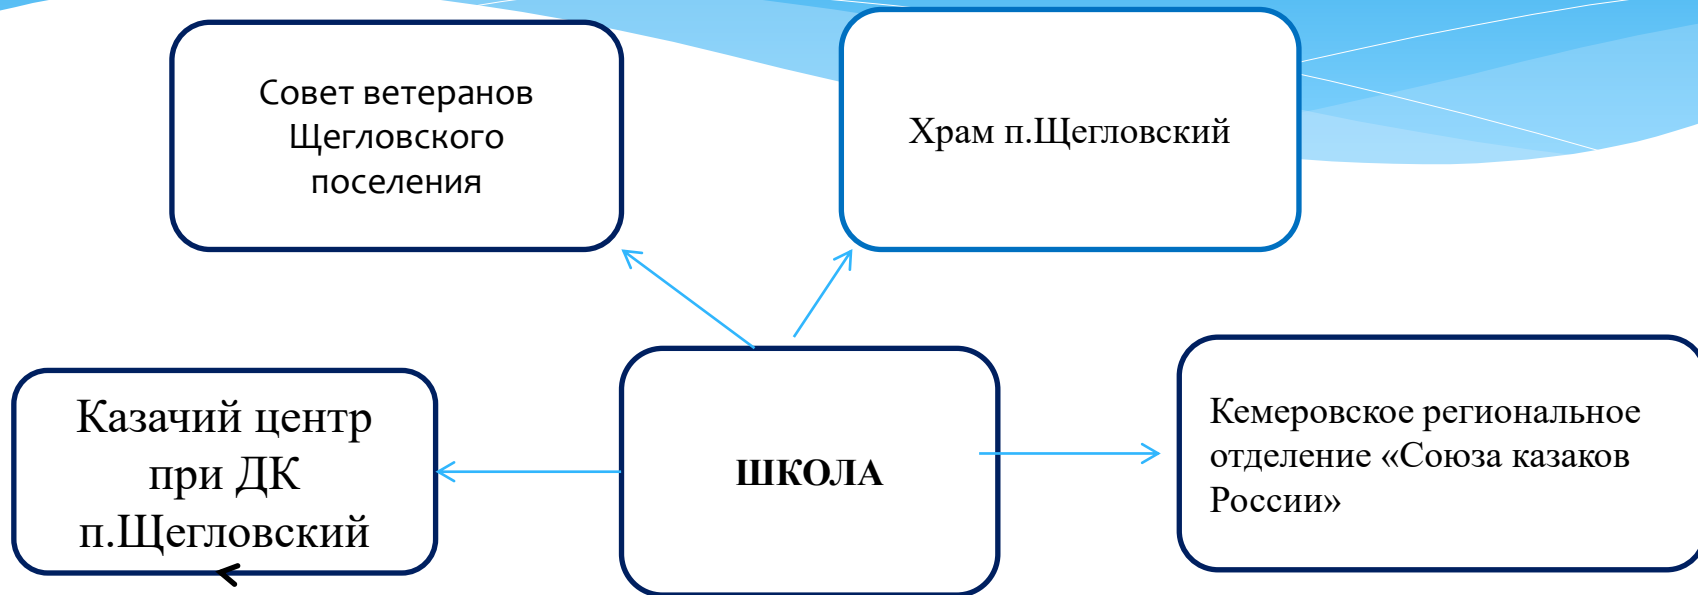 Совет ветеранов
Щегловского
поселения
Храм п.Щегловский
Казачий центр
при ДК
п.Щегловский
ШКОЛА
Кемеровское региональное
отделение «Союза казаков
России»